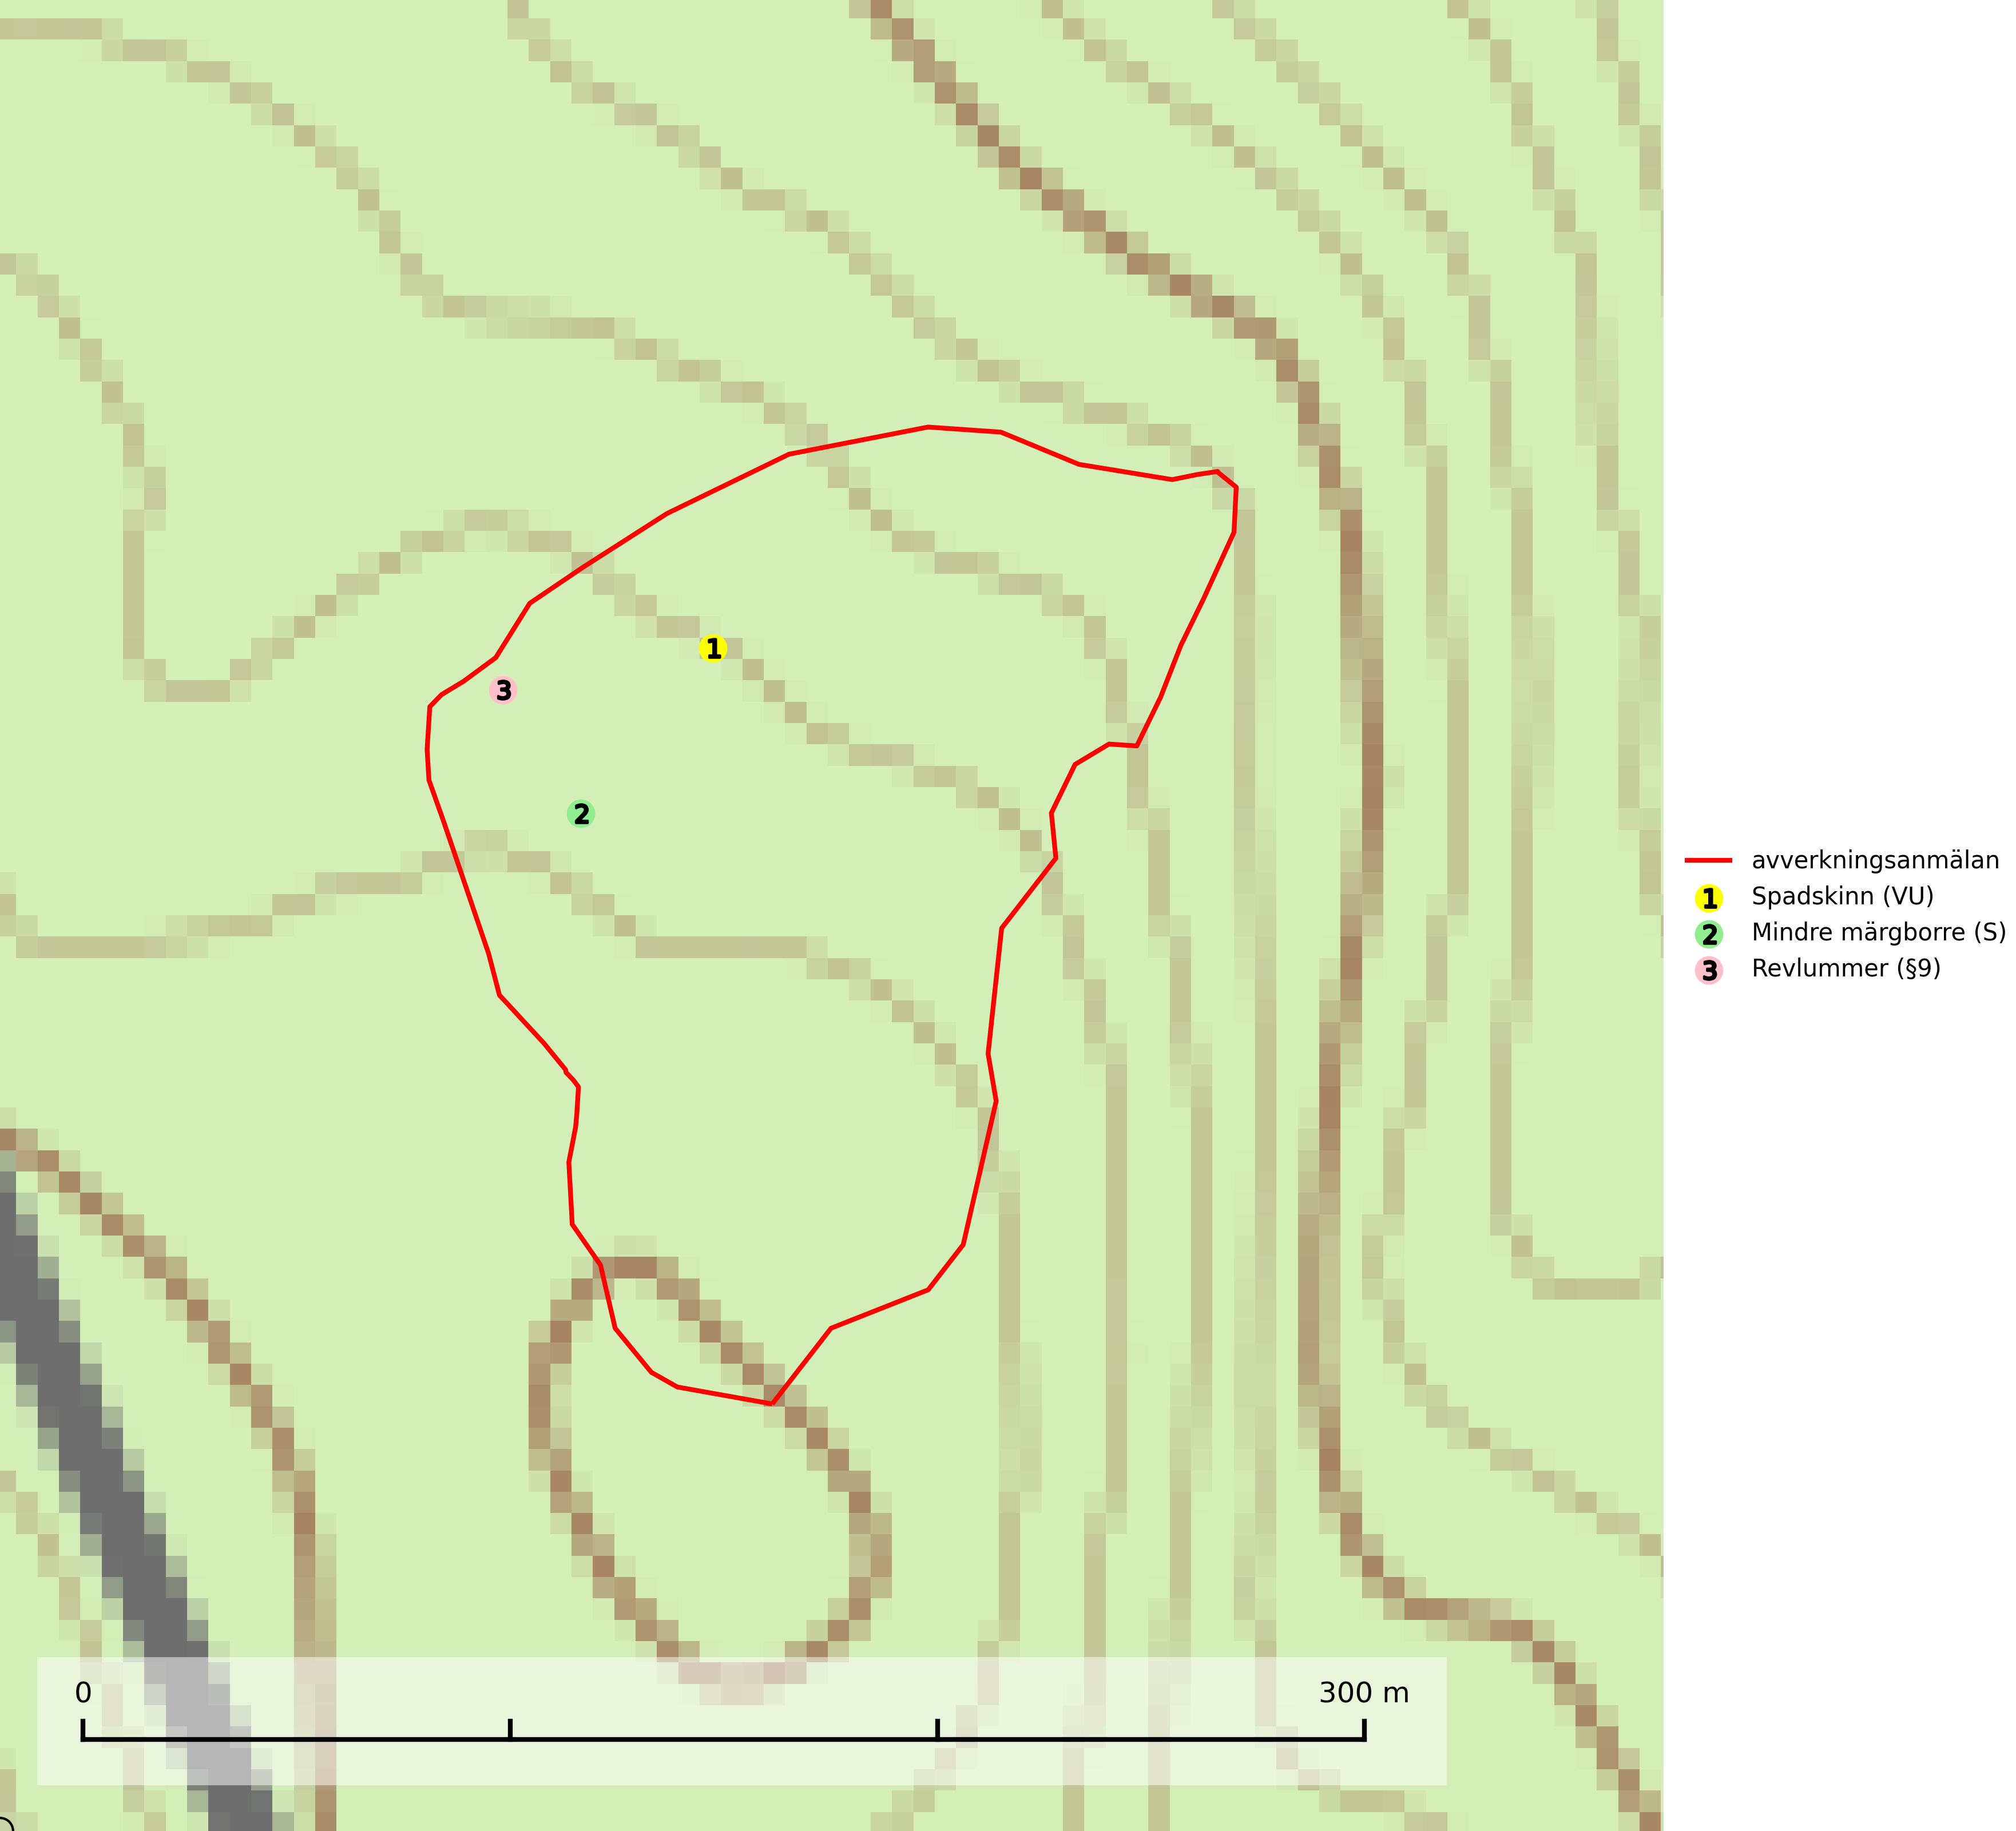 1
3
2
avverkningsanmälan
1 Spadskinn (VU)
2 Mindre märgborre (S)
3 Revlummer (§9)
0 300 m